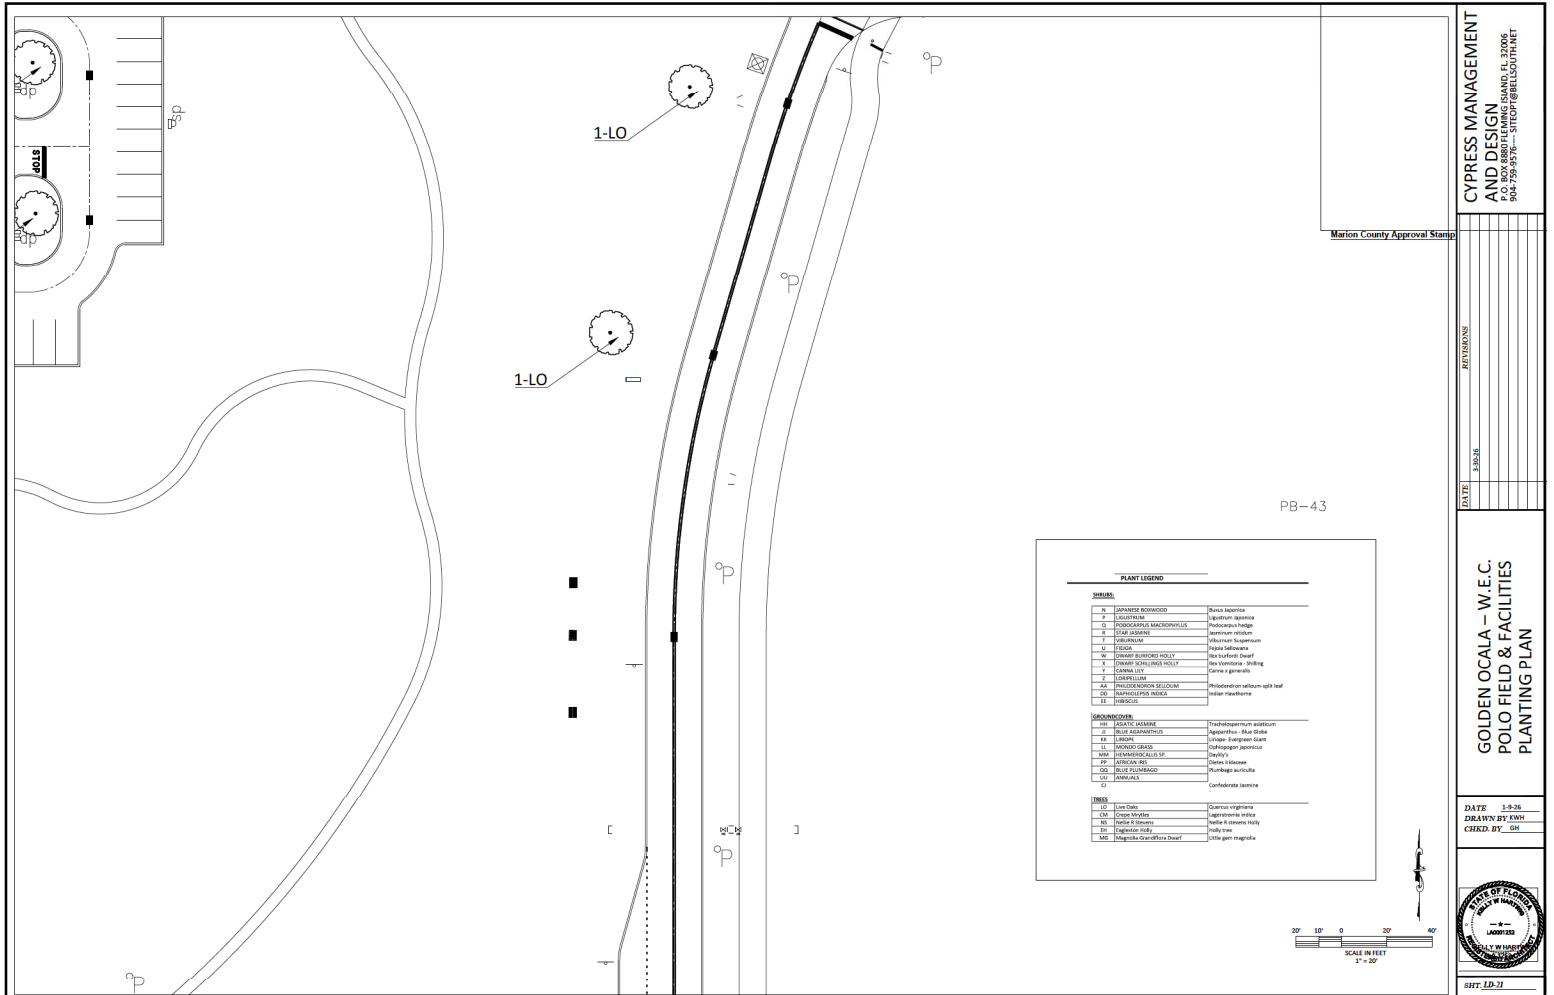 1-LO
1-LO
STOP
dsp
PB-43
Marion County Approval Stamp
PLANT LEGEND
SHRUBS:
N JAPANESE BOXWOOD Buxus Japonica
P LIGUSTRUM Ligustrum Japonica
Q PODOCARPUS MACROPHYLLUS Podocarpus hedge
R STAR JASMINE Jasminum nitidum
T VIBURNUM Viburnum Suspensum
U FEIJOA Fejoia Sellowana
W DWARF BURFORD HOLLY Ilex burfordi Dwarf
X DWARF SCHILLINGS HOLLY Ilex Vomitoria - Shilling
Y CANNA LILY Canna x generalis
Z LORIPELLUM
AA PHILODENDRON SELLOUM Philodendron selloum-split leaf
DD RAPHIOLEPSIS INDICA Indian Hawthorne
EE HIBISCUS
GROUNDCOVER:
HH ASIATIC JASMINE Trachelospermum asiaticum
JJ BLUE AGAPANTHUS Agapanthus - Blue Globe
KK LIRIOPE Liriope- Evergreen Giant
LL MONDO GRASS Ophiopogon japonicus
MM HEMMEROCALLIS SP. Daylily's
PP AFRICAN IRIS Dietes iridaceae
QQ BLUE PLUMBAGO Plumbago auriculta
UU ANNUALS
CJ Confederate Jasmine
TREES
LO Live Oaks Quercus virginiana
CM Crepe Mrytles Lagerstromia indica
NS Nellie R Stevens Nellie R stevens Holly
EH Eagleston Holly Holly tree
MG Magnolia Grandiflora Dwarf Little gem magnolia
20' 10' 0 20' 40'
SCALE IN FEET
1" = 20'
CYPRESS MANAGEMENT
AND DESIGN
P.O. BOX 8880 FLEMING ISLAND, FL. 32006
904-759-9576--- SITEOPT@BELLSOUTH.NET
REVISIONS
DATE
3-30-26
GOLDEN OCALA – W.E.C.
POLO FIELD & FACILITIES
PLANTING PLAN
DATE 1-9-26
DRAWN BY KWH
CHKD. BY GH
STATE OF FLORIDA
KELLY W HARTWIG
LA0001253
REGISTERED
SHT. LD-21